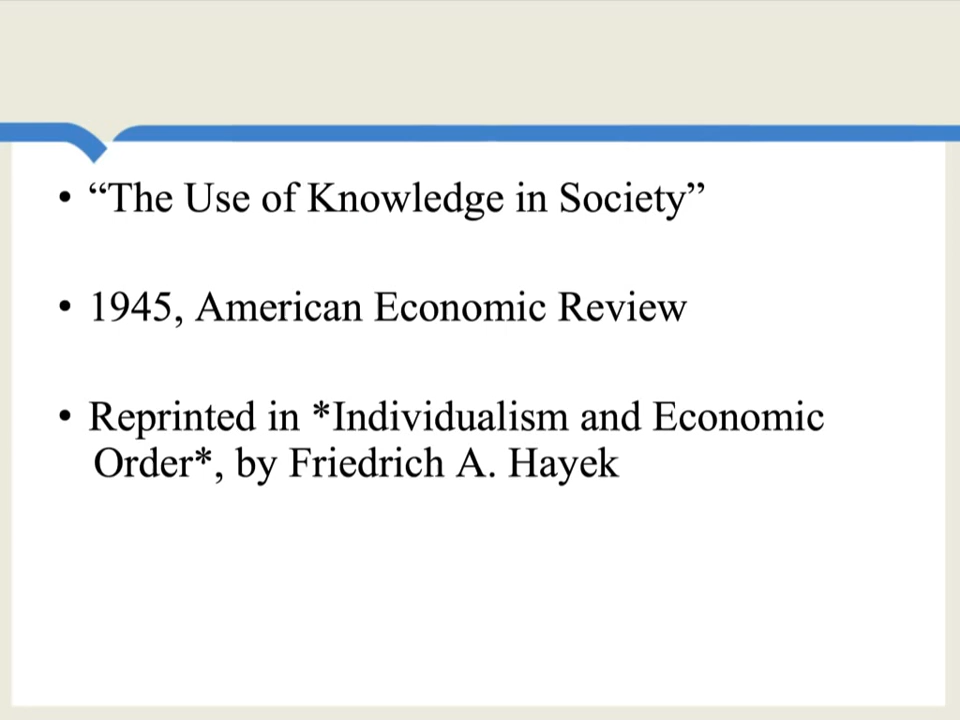 • “The Use of Knowledge in Society”
• 1945, American Economic Review
• Reprinted in *Individualism and Economic
Order*, by Friedrich A. Hayek